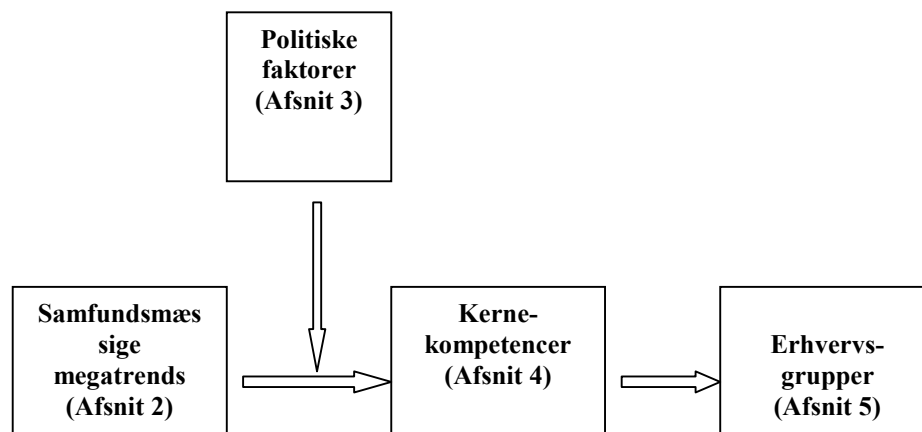 Politiske
faktorer
(Afsnit 3)
Samfundsmæs
sige
megatrends
(Afsnit 2)
Kerne-
kompetencer
(Afsnit 4)
Erhvervs-
grupper
(Afsnit 5)